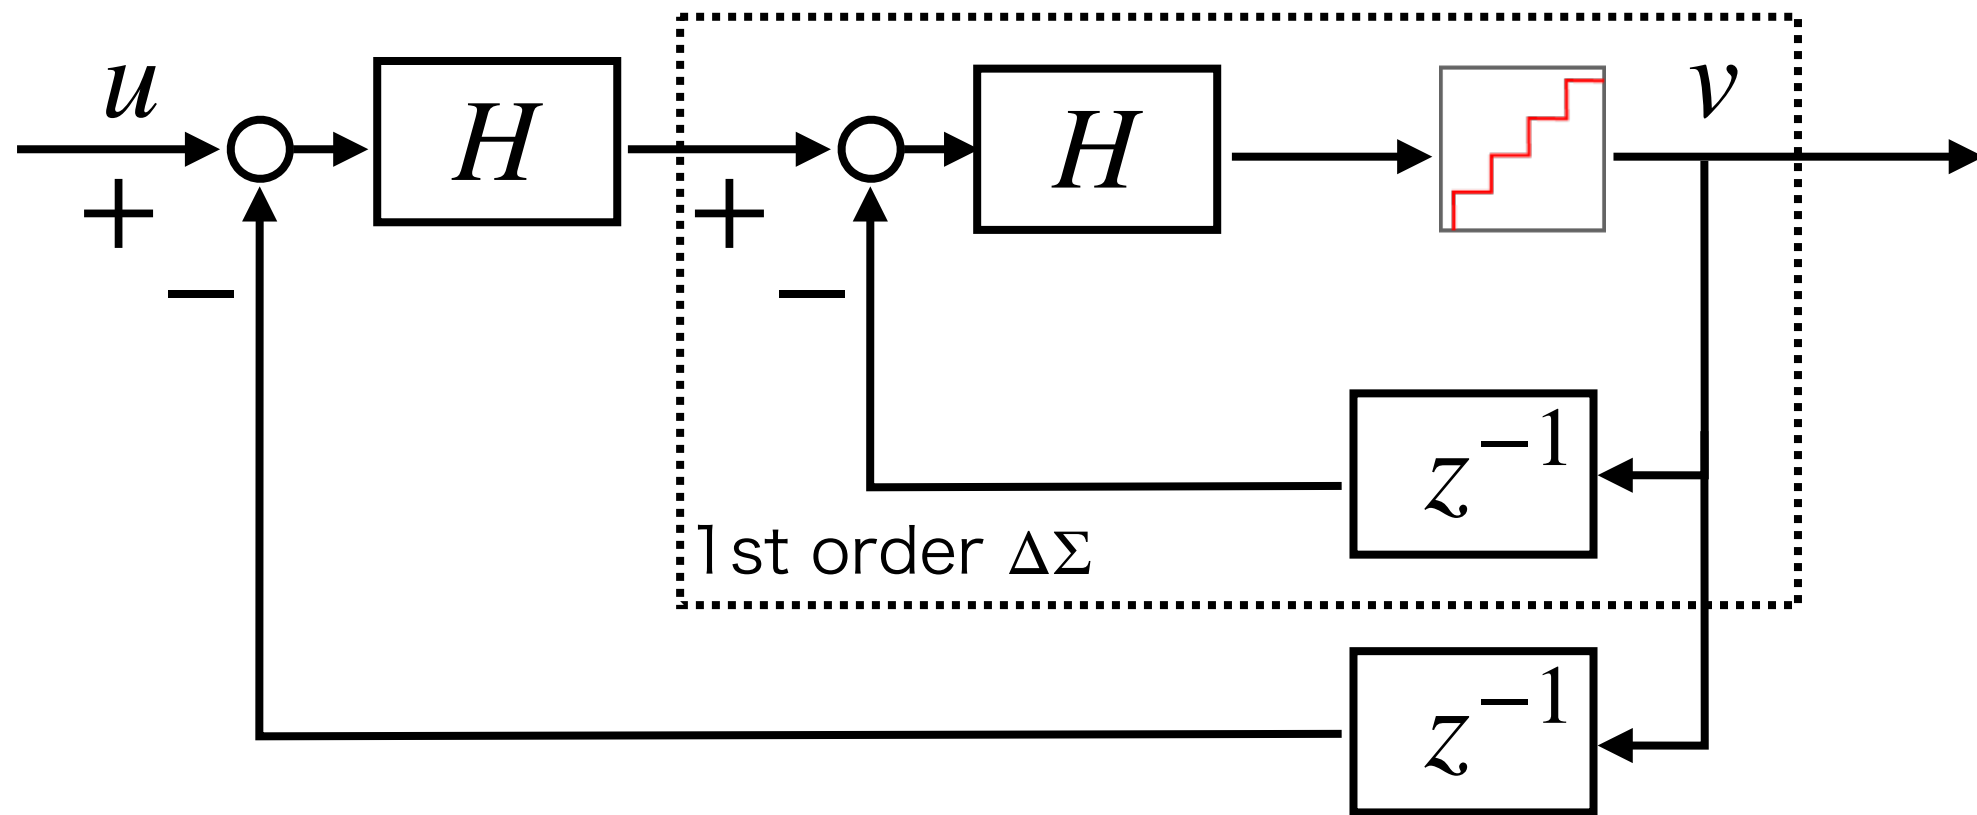 u
H
H
v
+
−
+
−
z^{-1}
1st order ΔΣ
z^{-1}